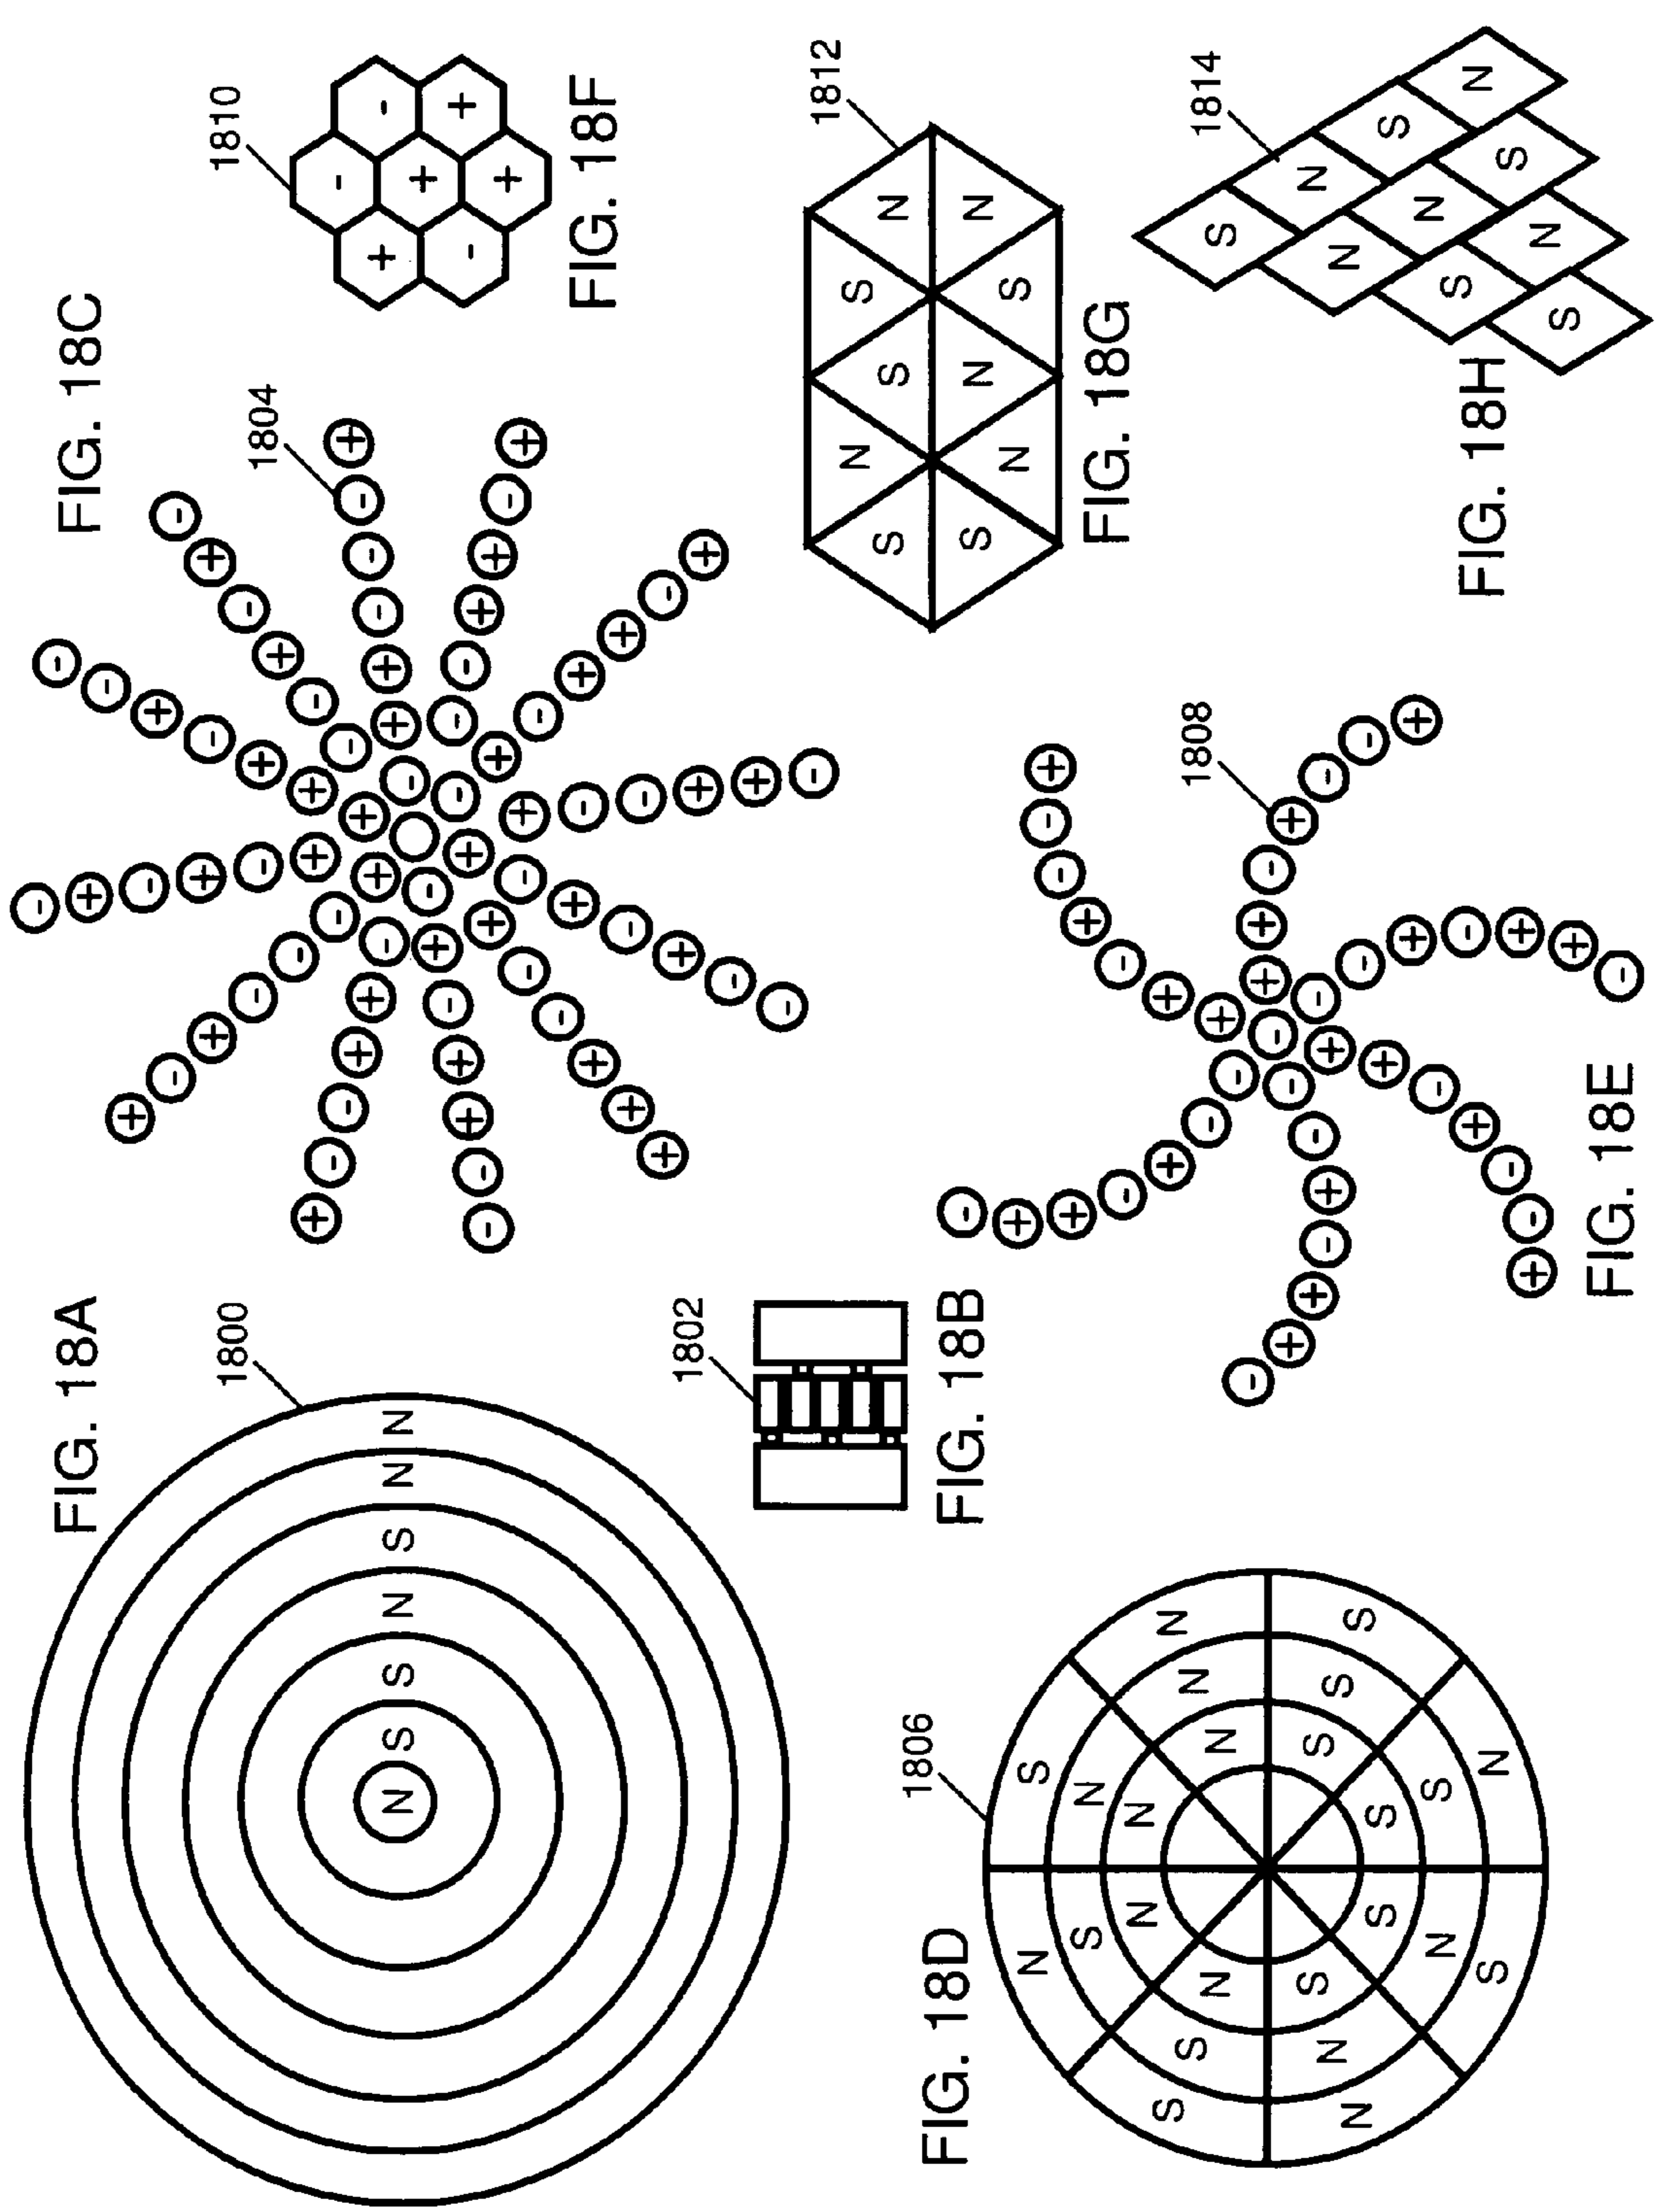 FIG. 18A
1800
N S S N S N N
1802
FIG. 18B
FIG. 18C
1804
FIG. 18D
1806
N S
S N
N N
S N
S N
N N
S S
N S
N S
S S
N S
S N
1808
FIG. 18E
1810
-
+ -
+
- +
+
FIG. 18F
1812
N S
S S N
S N N
N S
FIG. 18G
1814
S
N
N
S
N
S
N
S
N
S
FIG. 18H